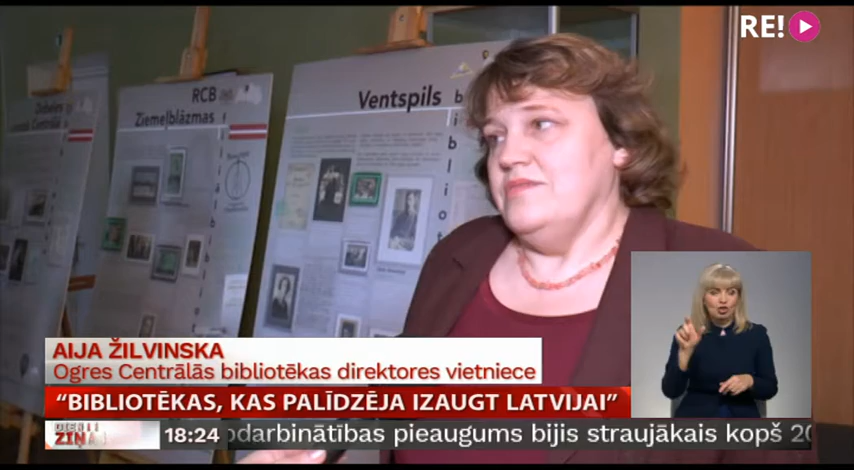 RE!
RCB
Ziemeļblāzmas
Ventspils
bibliot
AIJA ŽILVINSKA
Ogres Centrālās bibliotēkas direktores vietniece
“BIBLIOTĒKAS, KAS PALĪDZĒJA IZAUGT LATVIJAI”
18:24 odarbinātības pieaugums bijis straujākais kopš 20